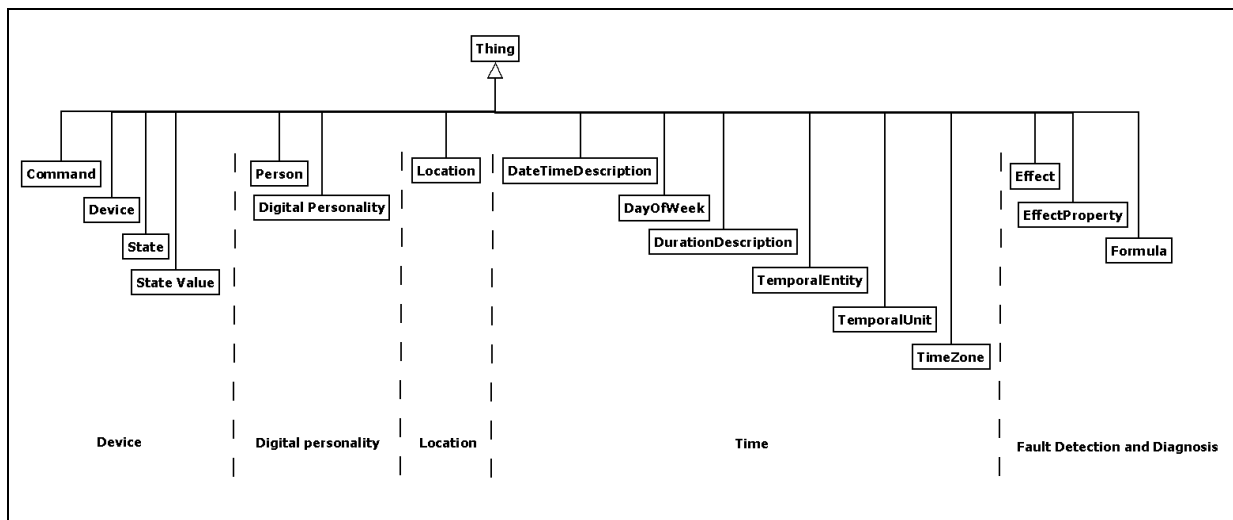 Thing
Command
Person
Location
DateTimeDescription
Effect
Device
Digital Personality
DayOfWeek
EffectProperty
State
DurationDescription
Formula
State Value
TemporalEntity
TemporalUnit
TimeZone
Device
Digital personality
Location
Time
Fault Detection and Diagnosis